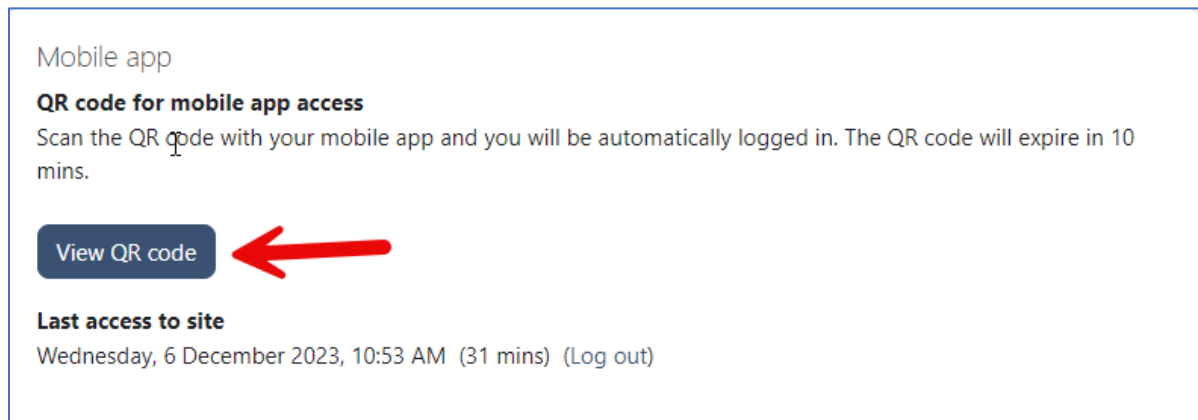 Mobile app
QR code for mobile app access
Scan the QR code with your mobile app and you will be automatically logged in. The QR code will expire in 10
mins.
View QR code
Last access to site
Wednesday, 6 December 2023, 10:53 AM (31 mins) (Log out)